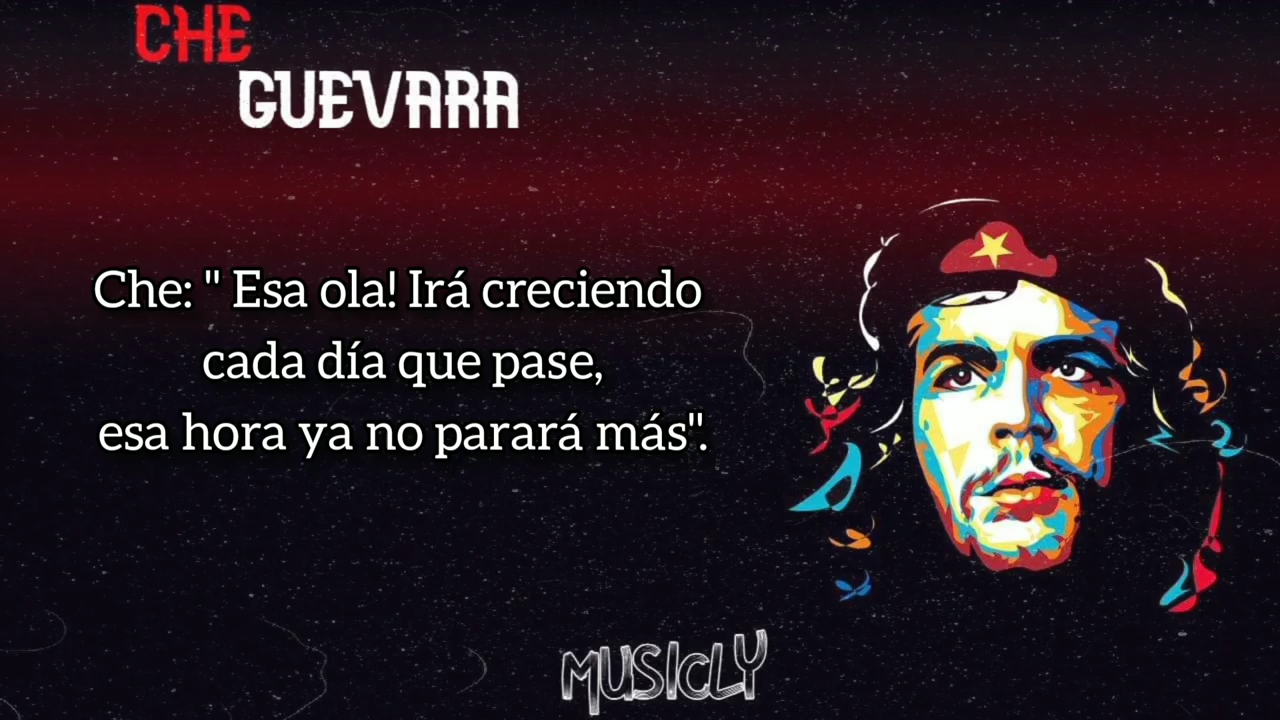 CHE
GUEVARA
Che: " Esa ola! Irá creciendo
cada día que pase,
esa hora ya no parará más".
MUSICLY